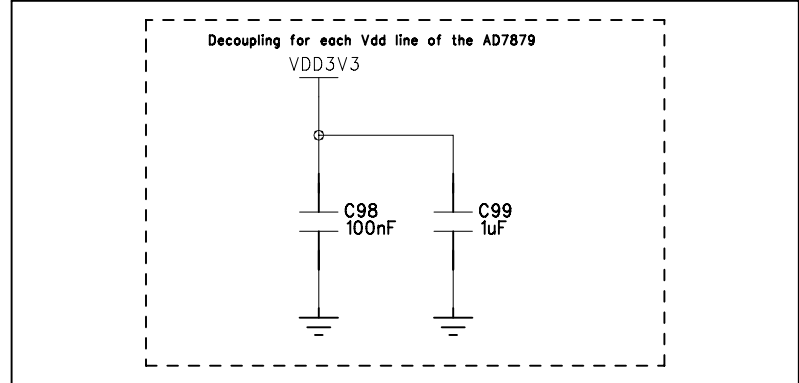 Decoupling for each Vdd line of the AD7879
VDD3V3
C98
100nF
C99
1uF